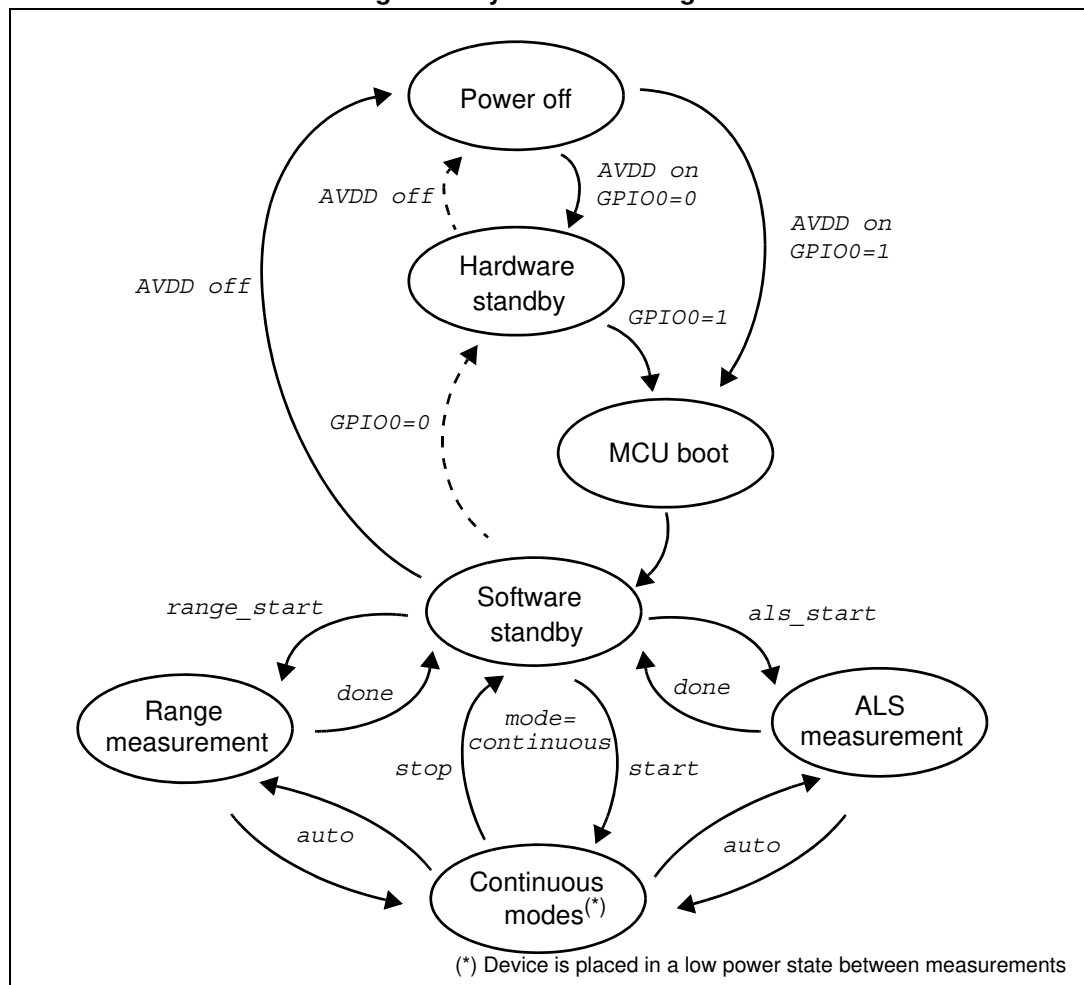 Power off
AVDD on
GPIO0=0
AVDD off
AVDD on
GPIO0=1
Hardware
standby
AVDD off
GPIO0=1
GPIO0=0
MCU boot
Software
standby
range_start
als_start
done
done
Range
measurement
mode=
continuous
ALS
measurement
stop
start
auto
auto
Continuous
modes(*)
(*) Device is placed in a low power state between measurements